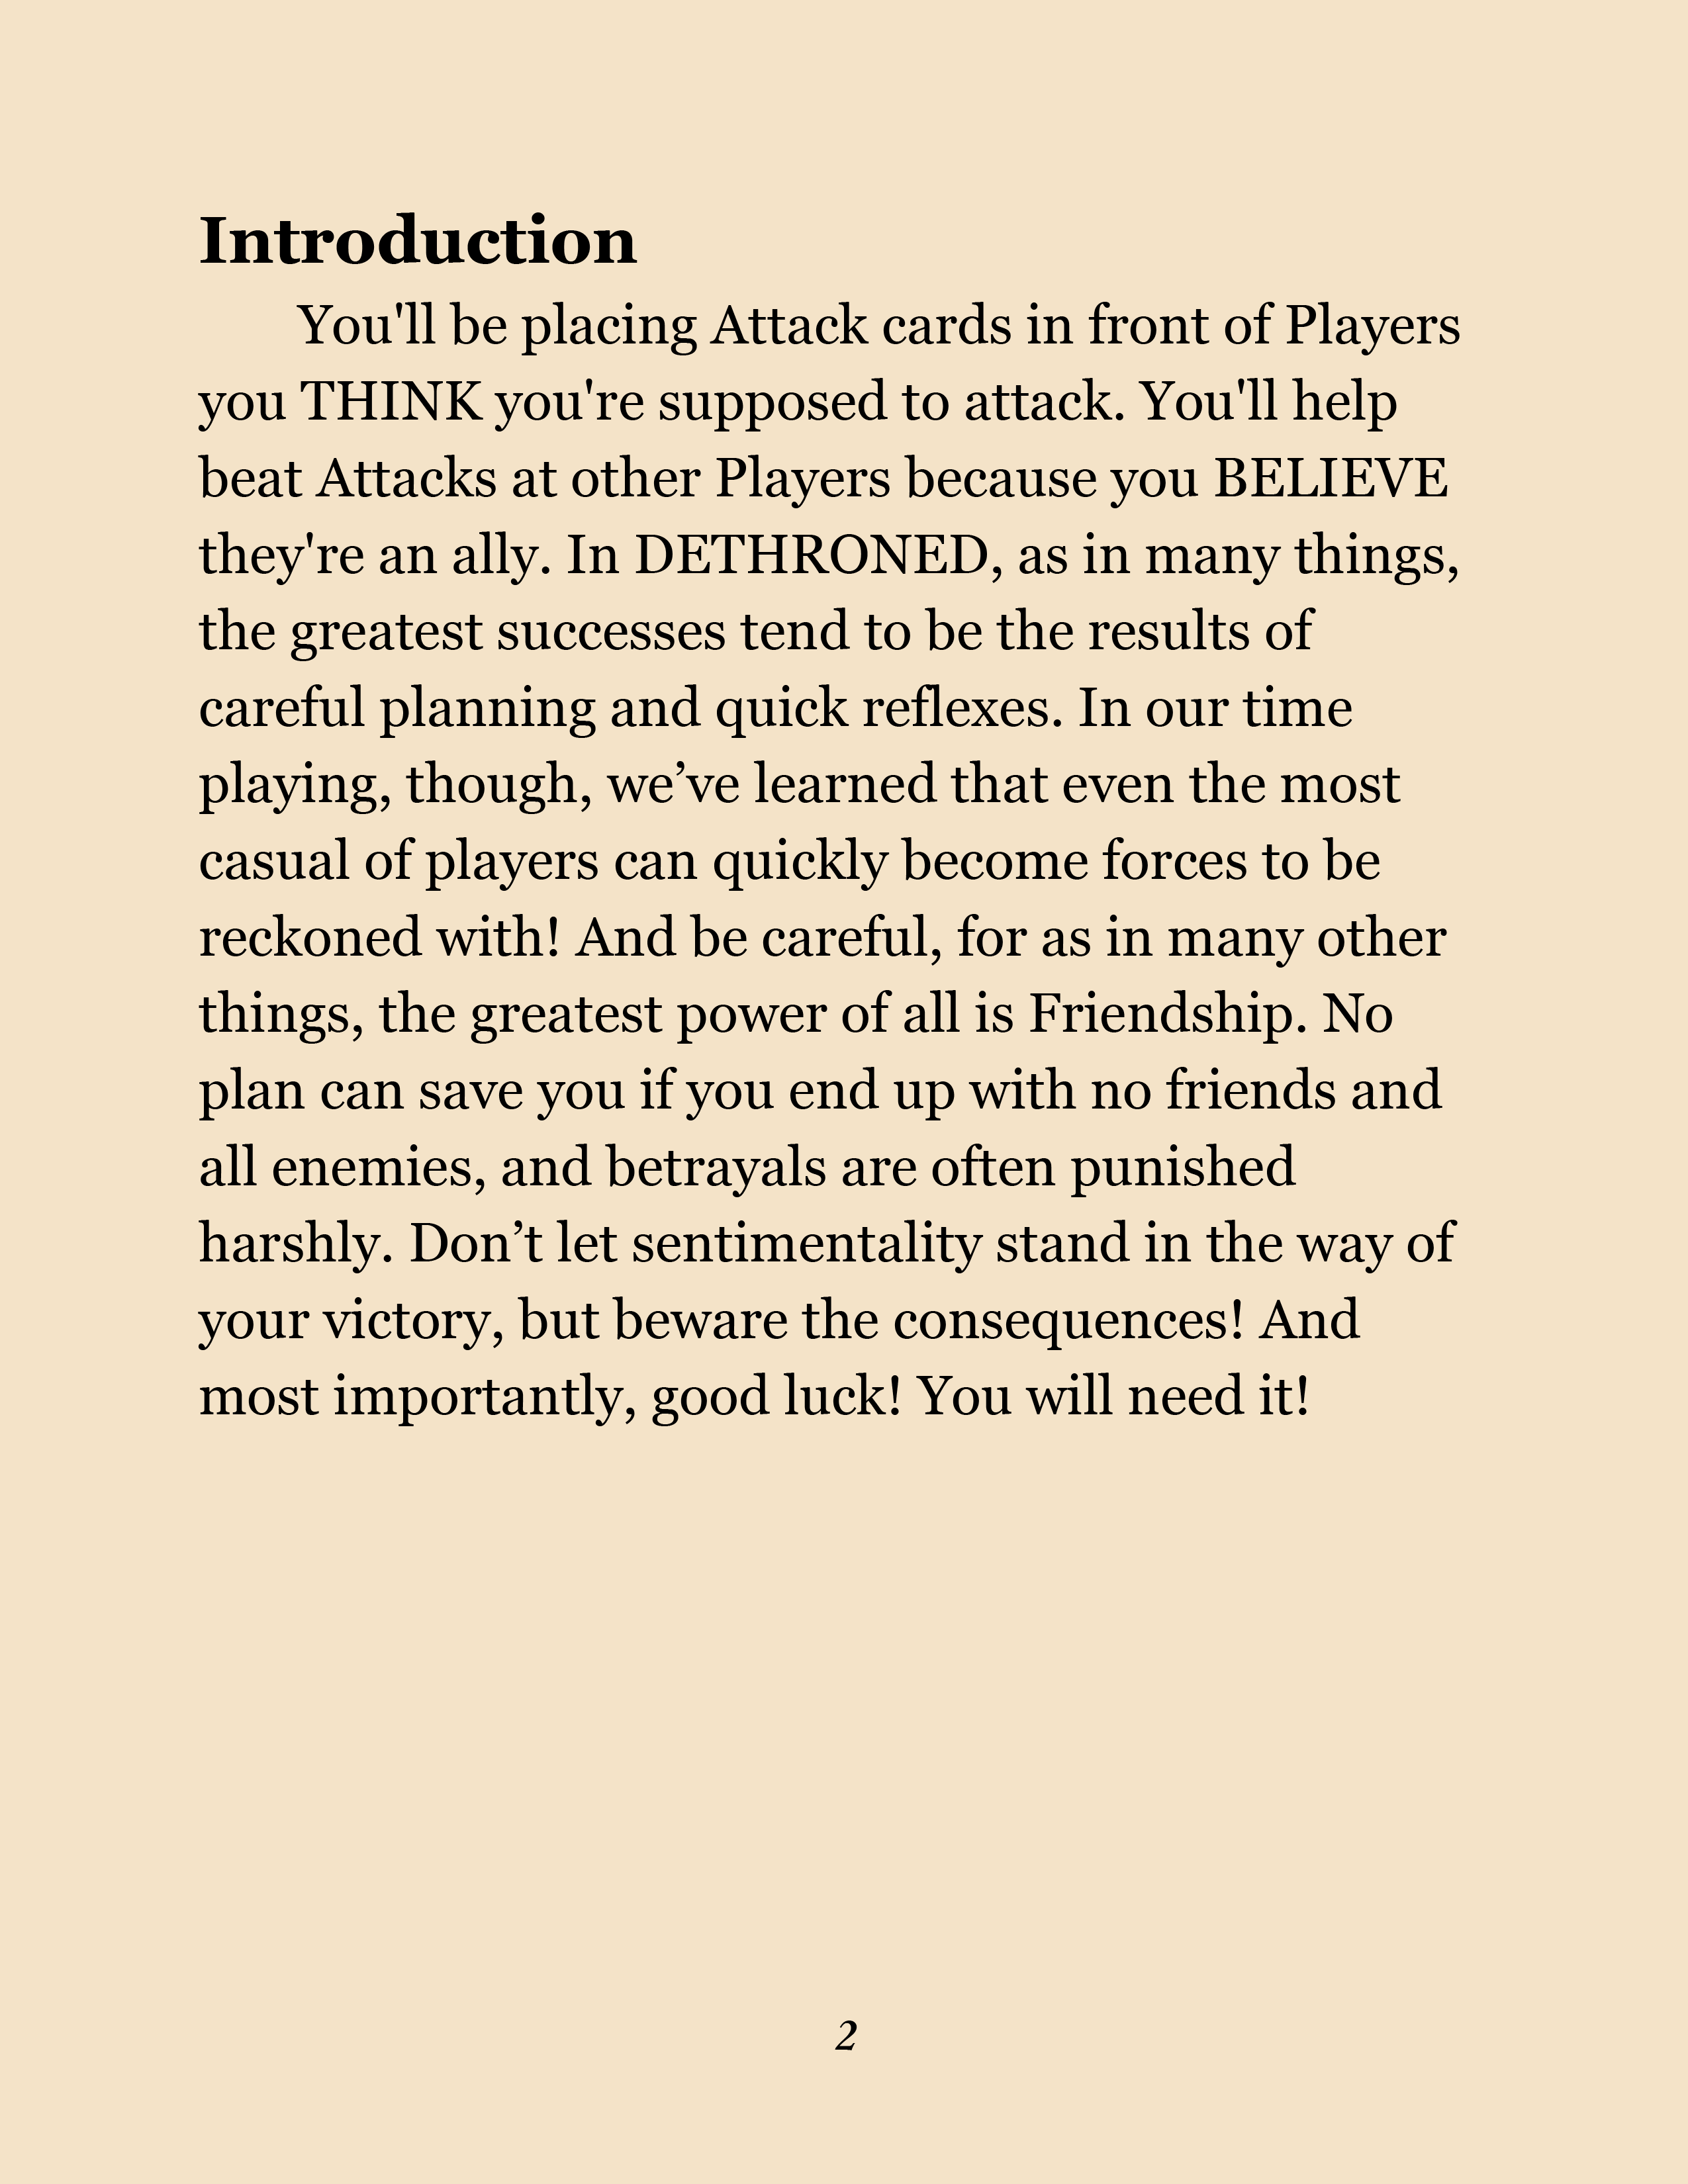 Introduction
You'll be placing Attack cards in front of Players
you THINK you're supposed to attack. You'll help
beat Attacks at other Players because you BELIEVE
they're an ally. In DETHRONED, as in many things,
the greatest successes tend to be the results of
careful planning and quick reflexes. In our time
playing, though, we’ve learned that even the most
casual of players can quickly become forces to be
reckoned with! And be careful, for as in many other
things, the greatest power of all is Friendship. No
plan can save you if you end up with no friends and
all enemies, and betrayals are often punished
harshly. Don’t let sentimentality stand in the way of
your victory, but beware the consequences! And
most importantly, good luck! You will need it!
2